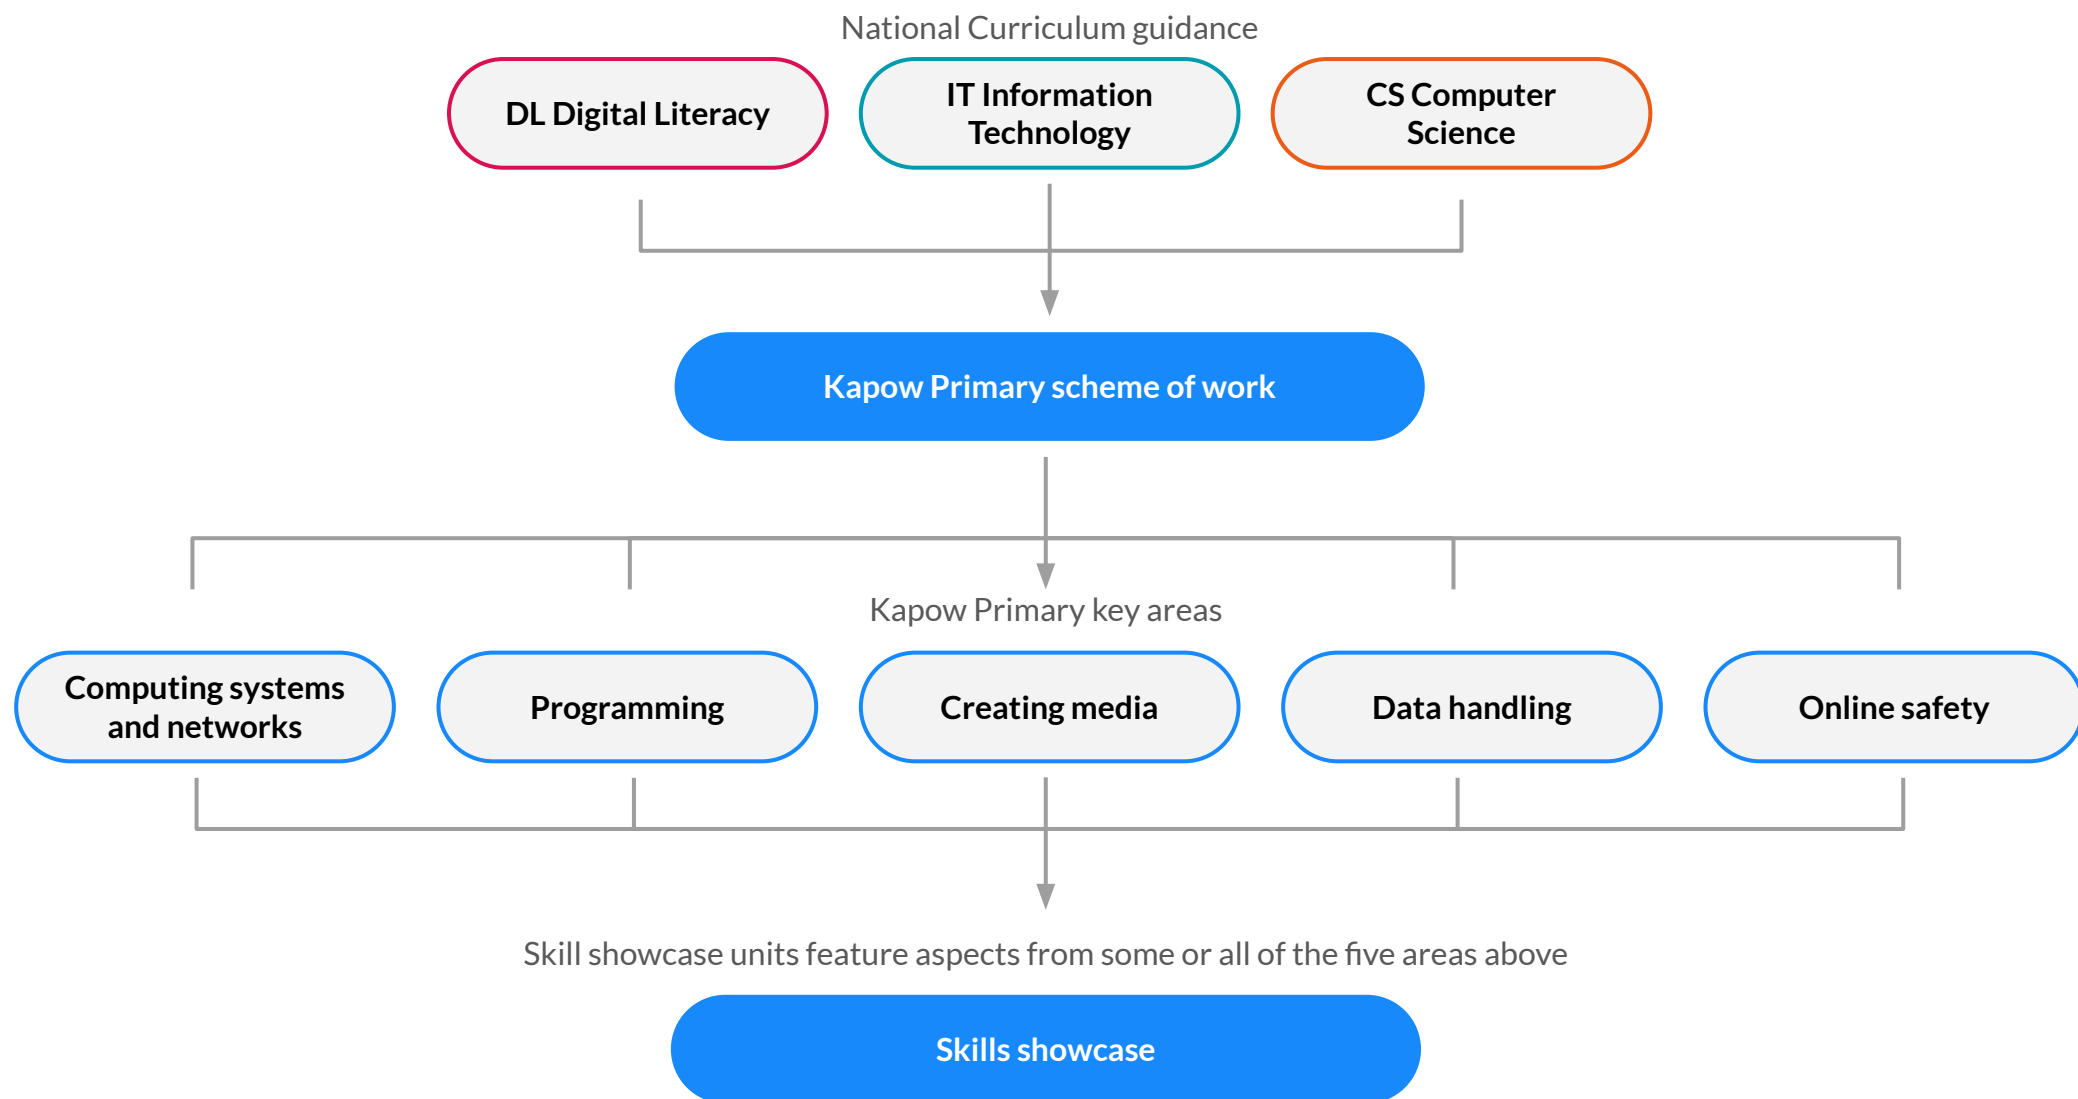 National Curriculum guidance
DL Digital Literacy
IT Information
Technology
CS Computer
Science
Kapow Primary scheme of work
Kapow Primary key areas
Computing systems
and networks
Programming
Creating media
Data handling
Online safety
Skill showcase units feature aspects from some or all of the five areas above
Skills showcase